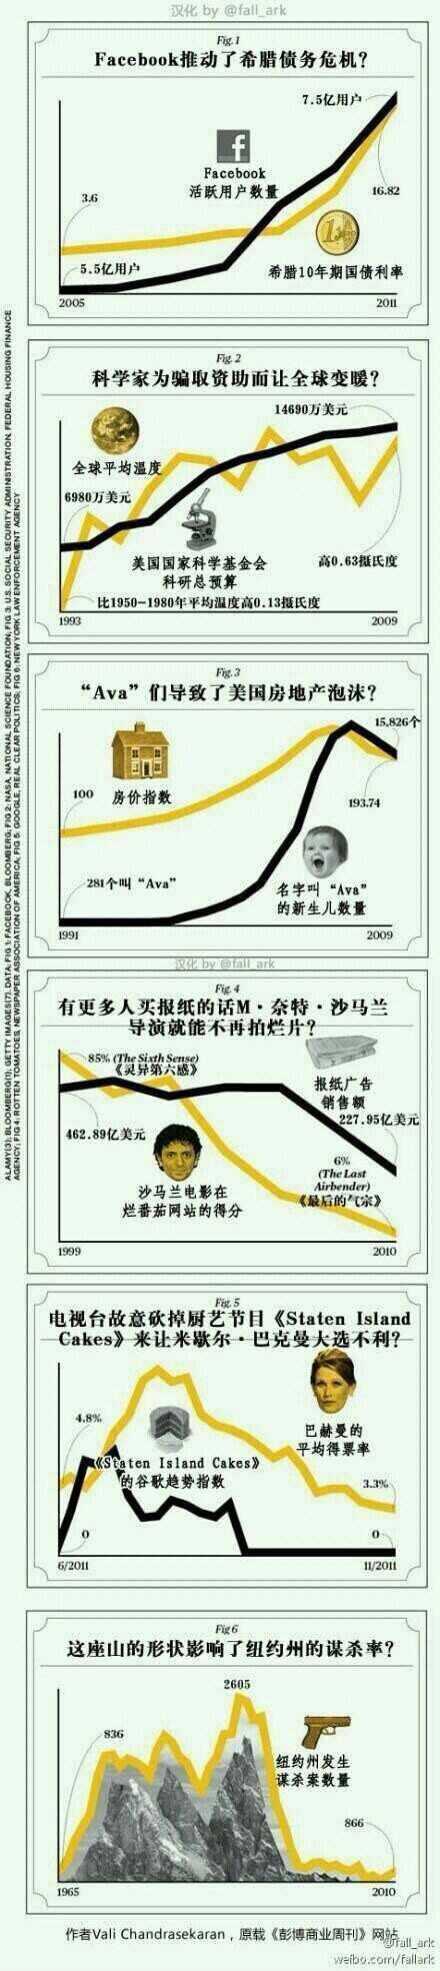 汉化 by @fall_ark
Fig.1
Facebook推动了希腊债务危机?
7.5亿用户
Facebook
活跃用户数量
3.6
16.82
5.5亿用户
希腊10年期国债利率
2005
2011
Fig.2
科学家为骗取资助而让全球变暖?
14690万美元
全球平均温度
6980万美元
美国国家科学基金会
科研总预算
高0.63摄氏度
比1950-1980年平均温度高0.13摄氏度
1993
2009
Fig.3
“Ava”们导致了美国房地产泡沫?
15,826个
100
房价指数
193.74
281个叫“Ava”
名字叫“Ava”
的新生儿数量
1991
2009
汉化 by @fall_ark
Fig.4
有更多人买报纸的话M·奈特·沙马兰
导演就能不再拍烂片?
85% (The Sixth Sense)
《灵异第六感》
报纸广告
销售额
227.95亿美元
462.89亿美元
6%
(The Last
Airbender)
《最后的气宗》
沙马兰电影在
烂番茄网站的得分
1999
2010
Fig.5
电视台故意砍掉厨艺节目《Staten Island
Cakes》来让米歇尔·巴克曼大选不利?
4.8%
巴赫曼的
平均得票率
《Staten Island Cakes》
的谷歌趋势指数
3.3%
0
0
6/2011
11/2011
Fig 6
这座山的形状影响了纽约州的谋杀率?
2605
836
纽约州发生
谋杀案数量
866
1965
2010
ALAMY(3); BLOOMBERG(1); GETTY IMAGES(7). DATA: FIG 1: FACEBOOK, BLOOMBERG; FIG 2: NASA, NATIONAL SCIENCE FOUNDATION; FIG 3: U.S. SOCIAL SECURITY ADMINISTRATION, FEDERAL HOUSING FINANCE
AGENCY; FIG 4: ROTTEN TOMATOES, NEWSPAPER ASSOCIATION OF AMERICA; FIG 5: GOOGLE, REAL CLEAR POLITICS; FIG 6: NEW YORK LAW ENFORCEMENT AGENCY
作者Vali Chandrasekaran，原载《彭博商业周刊》网站
@fall_ark
weibo.com/fallark